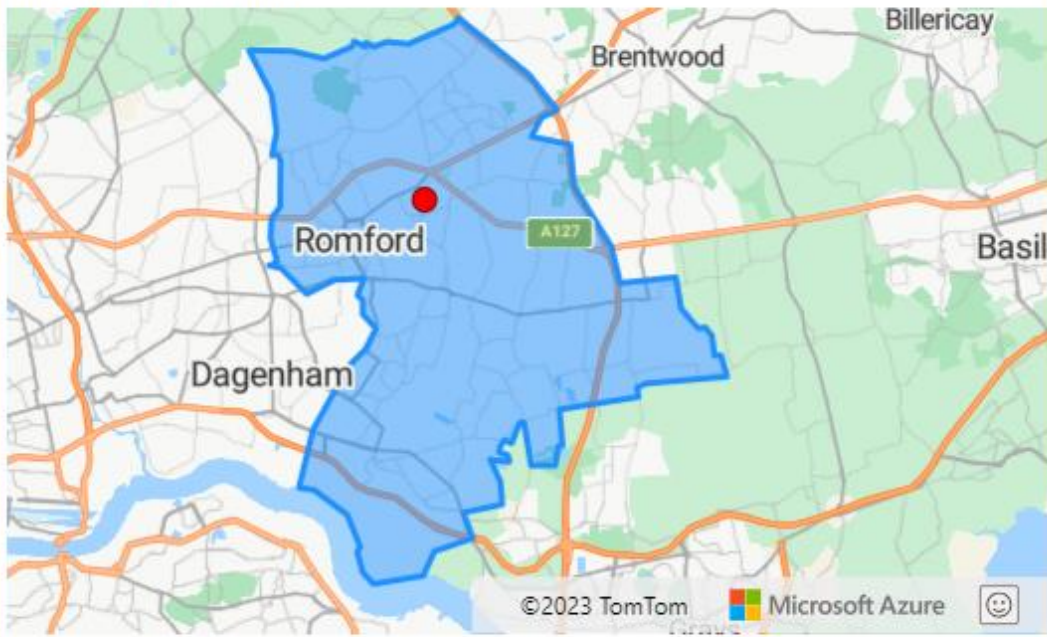 Billericay
Brentwood
A127
Romford
Basil
Dagenham
©2023 TomTom
Microsoft Azure